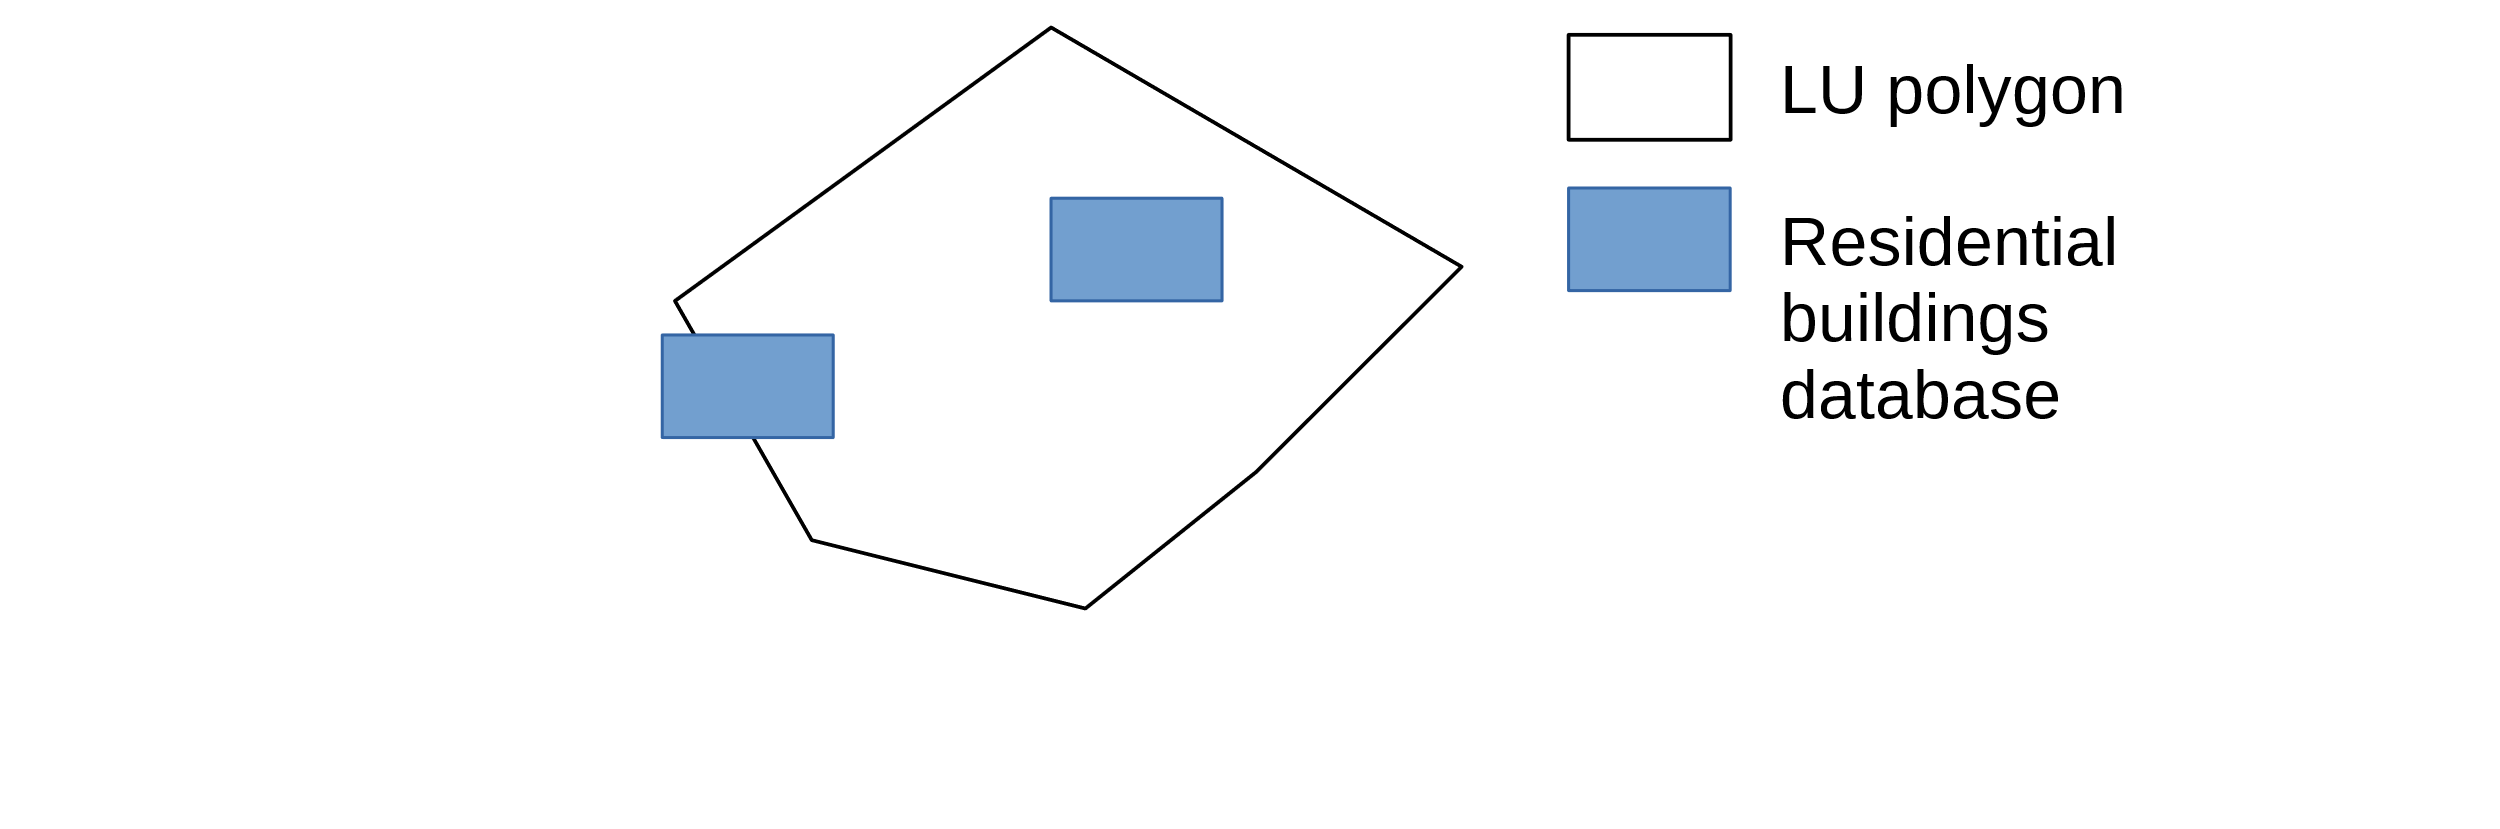 LU polygon
Residential
buildings
database